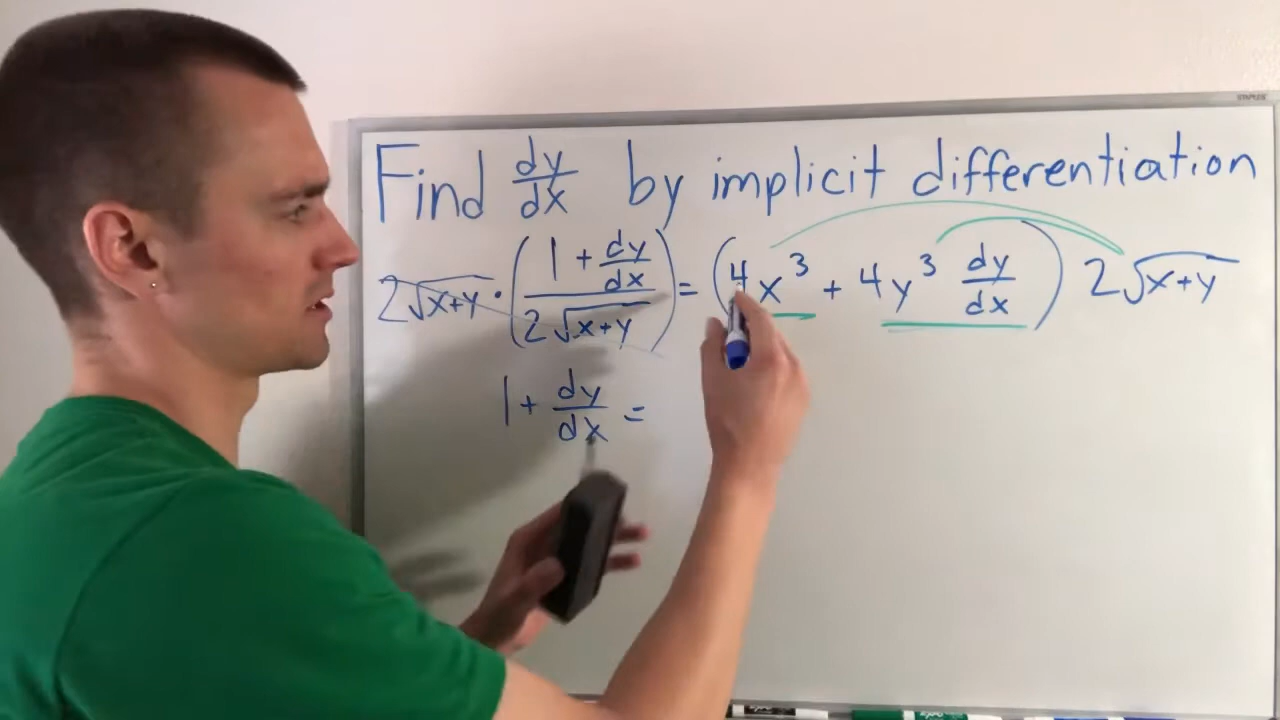 Find dy/dx by implicit differentiation
2√(x+y) · ((1 + dy/dx)/(2√(x+y))) = (4x³ + 4y³ dy/dx) 2√(x+y)
1 + dy/dx =
STAPLES